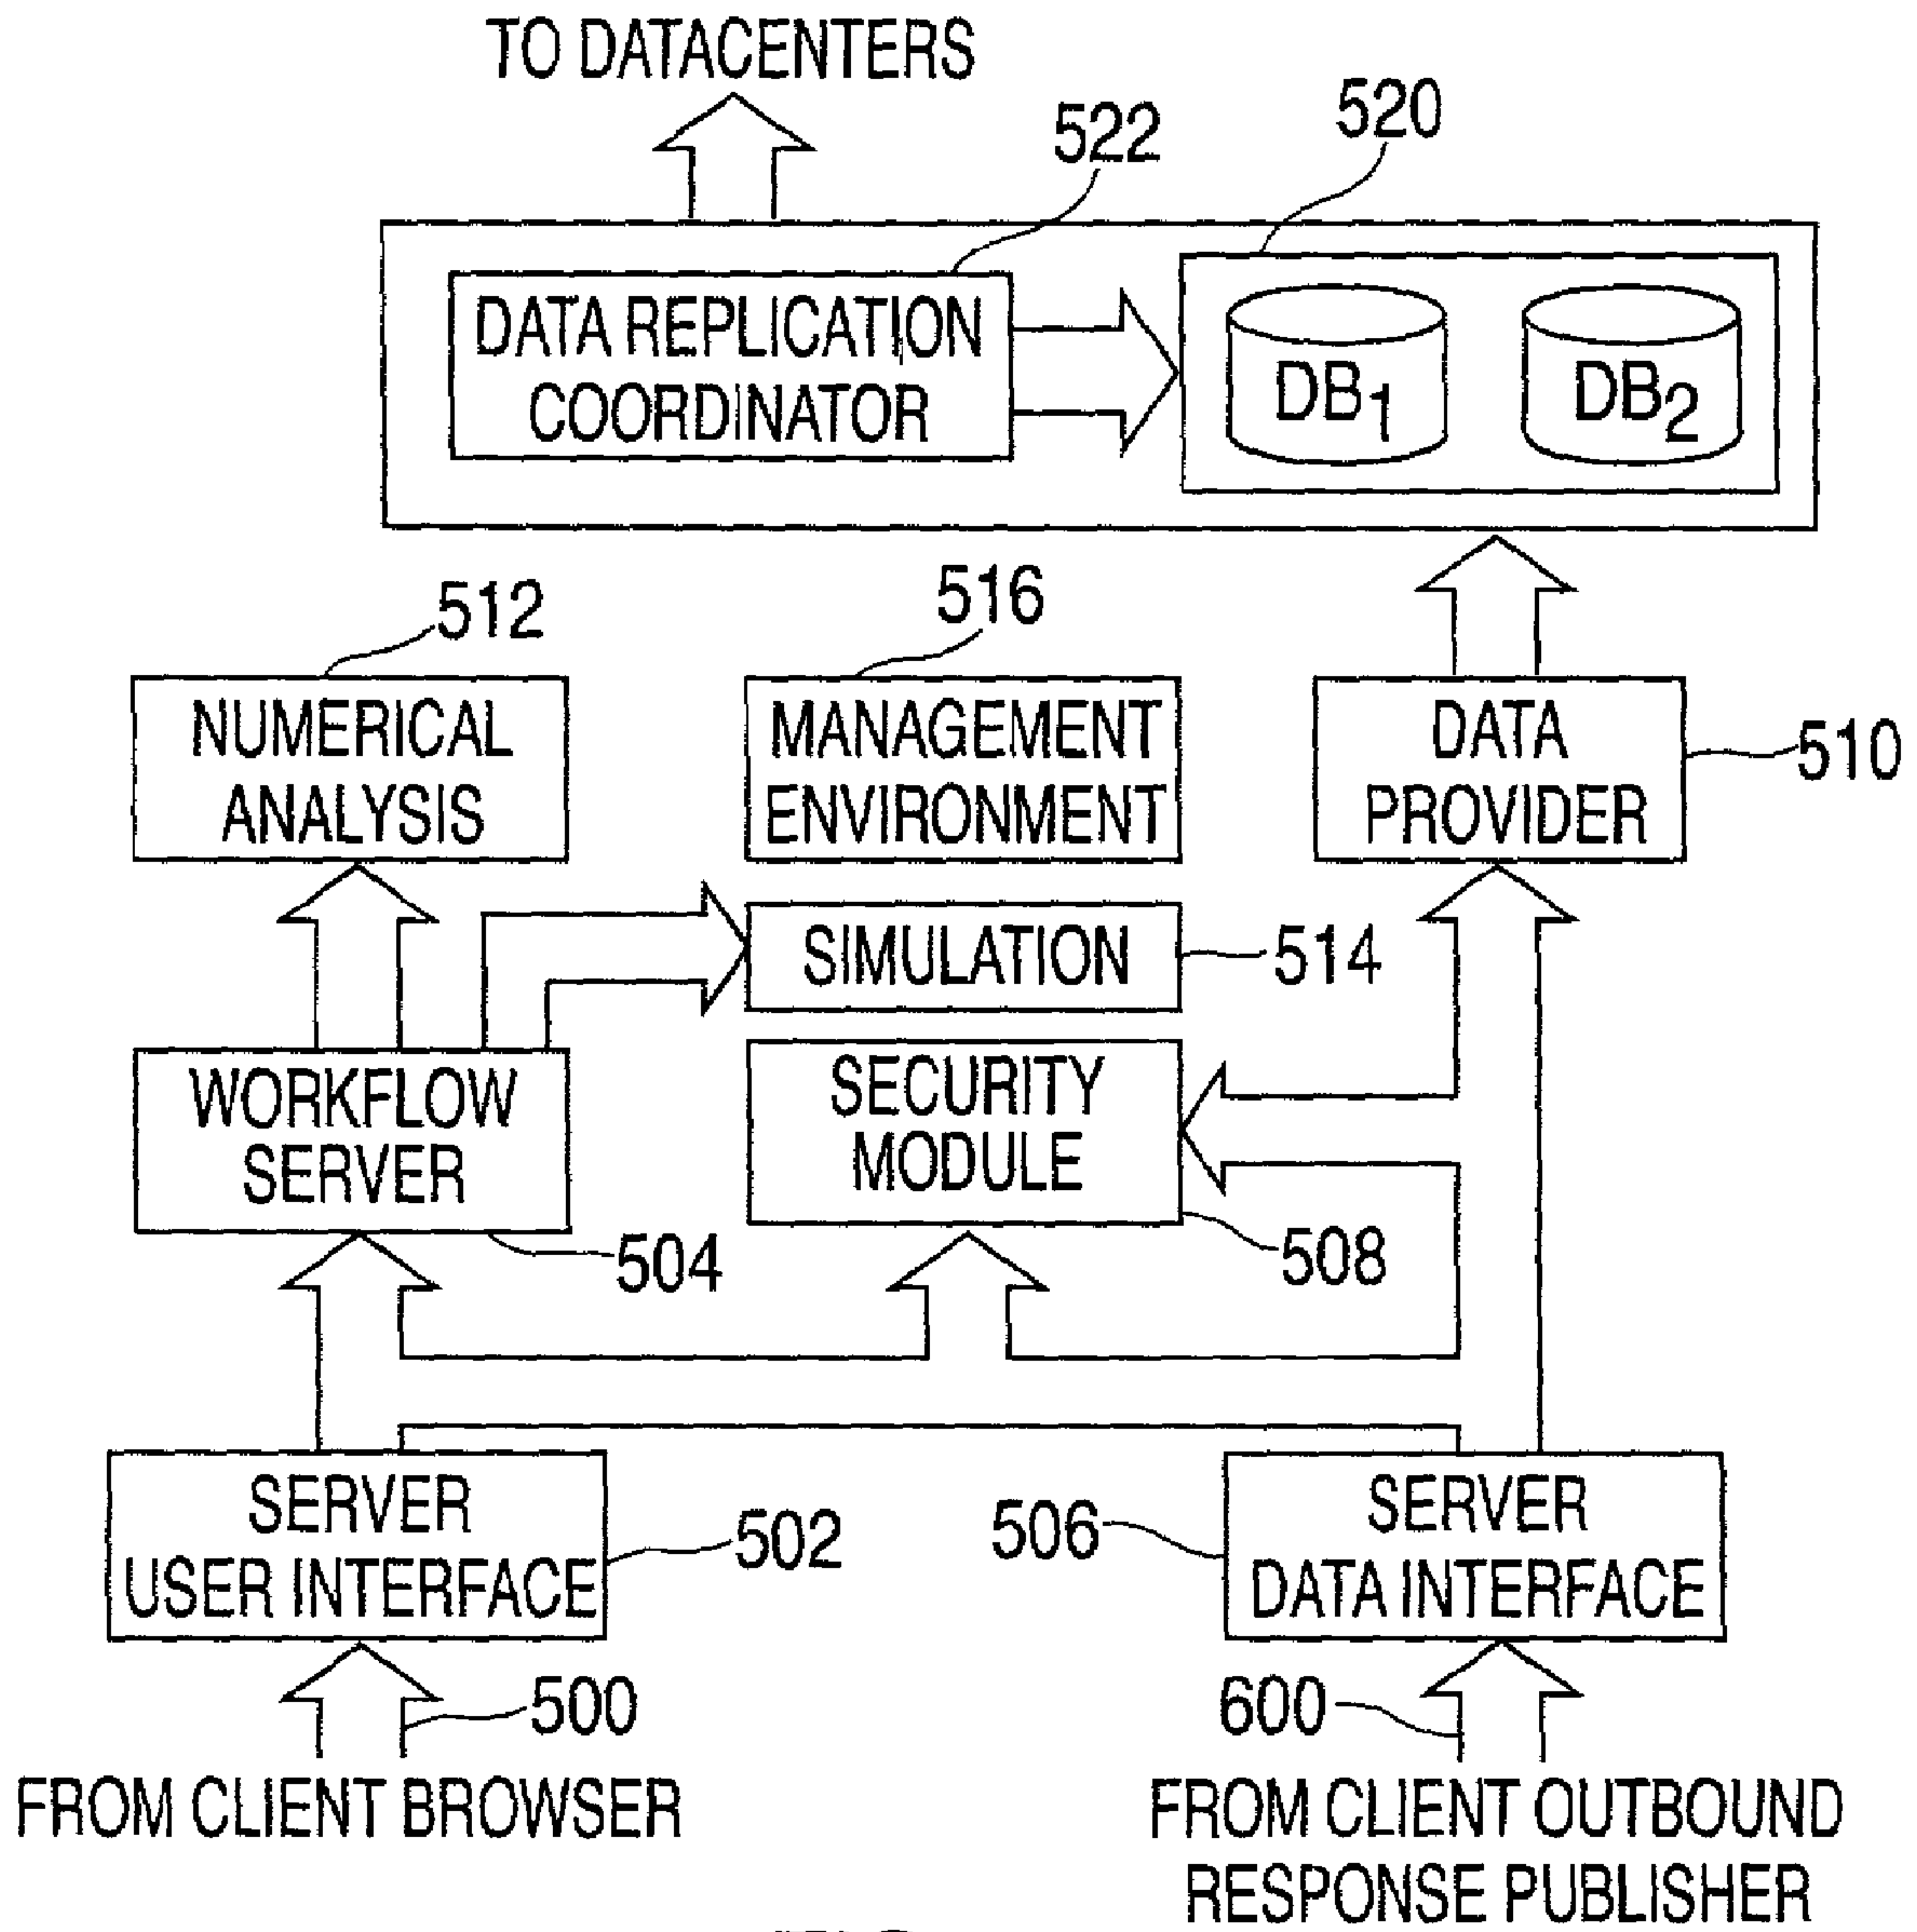 TO DATACENTERS
522
520
DATA REPLICATION
COORDINATOR
DB1
DB2
512
516
NUMERICAL
ANALYSIS
MANAGEMENT
ENVIRONMENT
DATA
PROVIDER
510
SIMULATION
514
WORKFLOW
SERVER
504
SECURITY
MODULE
508
SERVER
USER INTERFACE
502
506
SERVER
DATA INTERFACE
500
600
FROM CLIENT BROWSER
FROM CLIENT OUTBOUND
RESPONSE PUBLISHER